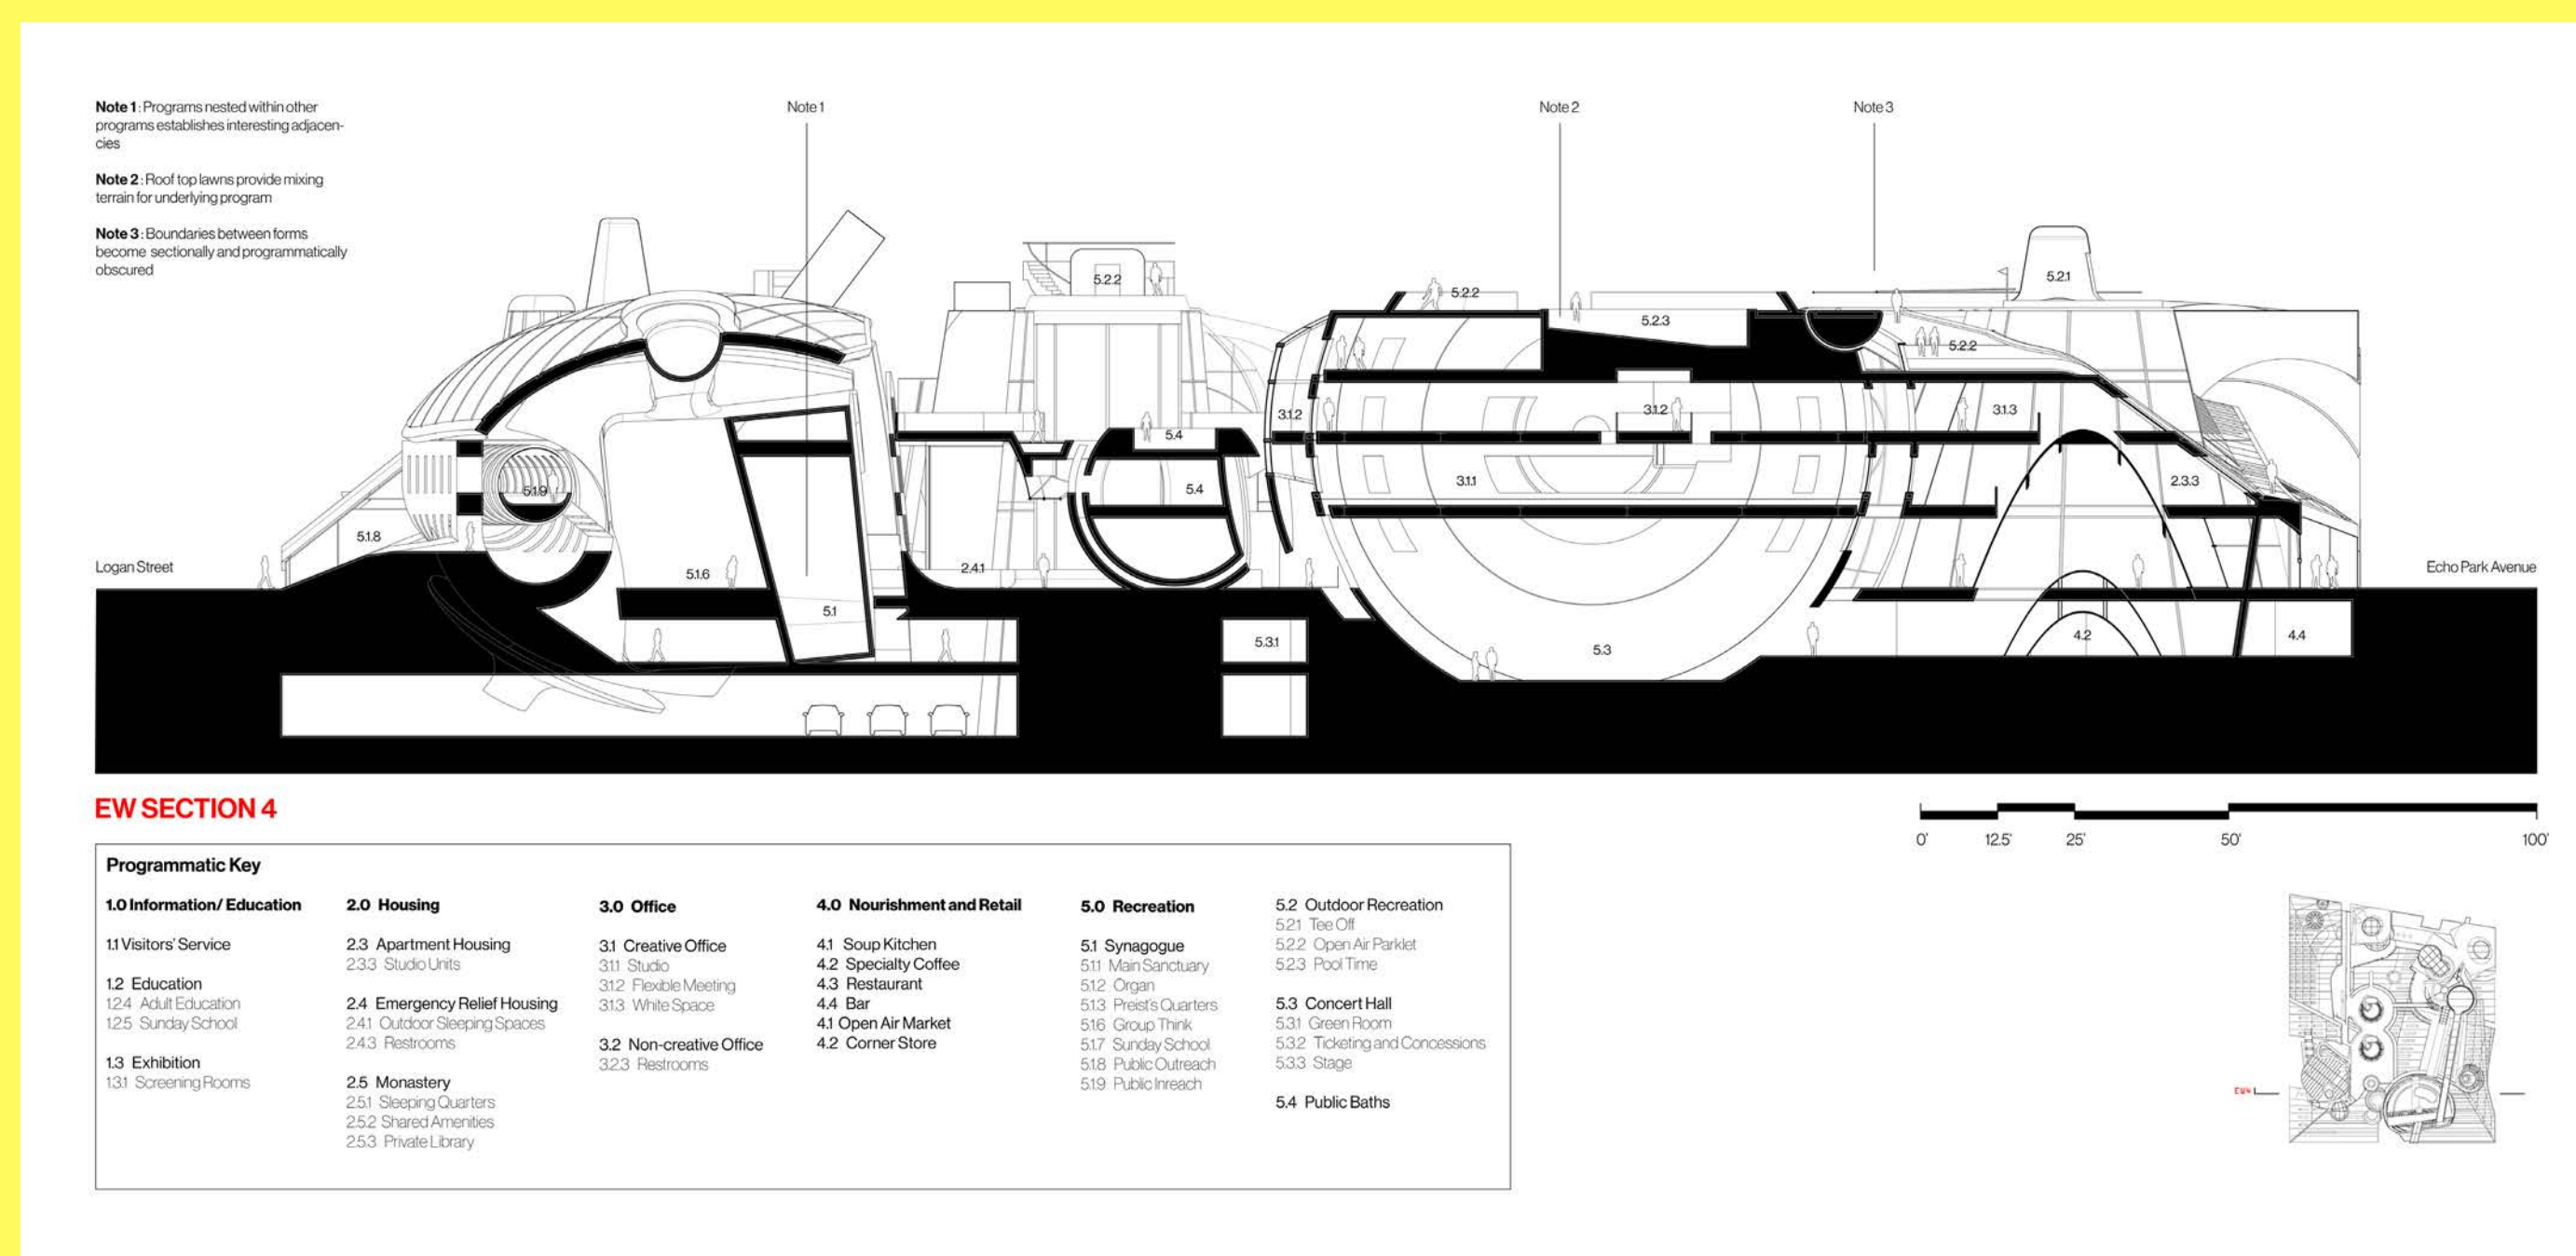 Note 1 : Programs nested within other
programs establishes interesting adjacen-
cies
Note 2 : Roof top lawns provide mixing
terrain for underlying program
Note 3 : Boundaries between forms
become sectionally and programmatically
obscured
Note 1
Note 2
Note 3
5.2.2
5.2.2
5.2.3
5.2.1
5.2.2
3.1.2
3.1.2
3.1.3
5.4
5.4
3.1.1
2.3.3
5.1.9
5.1.8
Logan Street
5.1.6
2.4.1
Echo Park Avenue
5.1
5.3.1
5.3
4.2
4.4
EW SECTION 4
0'
12.5'
25'
50'
100'
Programmatic Key
1.0 Information/ Education
1.1 Visitors' Service
1.2 Education
1.2.4 Adult Education
1.2.5 Sunday School
1.3 Exhibition
1.3.1 Screening Rooms
2.0 Housing
2.3 Apartment Housing
2.3.3 Studio Units
2.4 Emergency Relief Housing
2.4.1 Outdoor Sleeping Spaces
2.4.3 Restrooms
2.5 Monastery
2.5.1 Sleeping Quarters
2.5.2 Shared Amenities
2.5.3 Private Library
3.0 Office
3.1 Creative Office
3.1.1 Studio
3.1.2 Flexible Meeting
3.1.3 White Space
3.2 Non-creative Office
3.2.3 Restrooms
4.0 Nourishment and Retail
4.1 Soup Kitchen
4.2 Specialty Coffee
4.3 Restaurant
4.4 Bar
4.1 Open Air Market
4.2 Corner Store
5.0 Recreation
5.1 Synagogue
5.1.1 Main Sanctuary
5.1.2 Organ
5.1.3 Preist's Quarters
5.1.6 Group Think
5.1.7 Sunday School
5.1.8 Public Outreach
5.1.9 Public Inreach
5.2 Outdoor Recreation
5.2.1 Tee Off
5.2.2 Open Air Parklet
5.2.3 Pool Time
5.3 Concert Hall
5.3.1 Green Room
5.3.2 Ticketing and Concessions
5.3.3 Stage
5.4 Public Baths
EW4